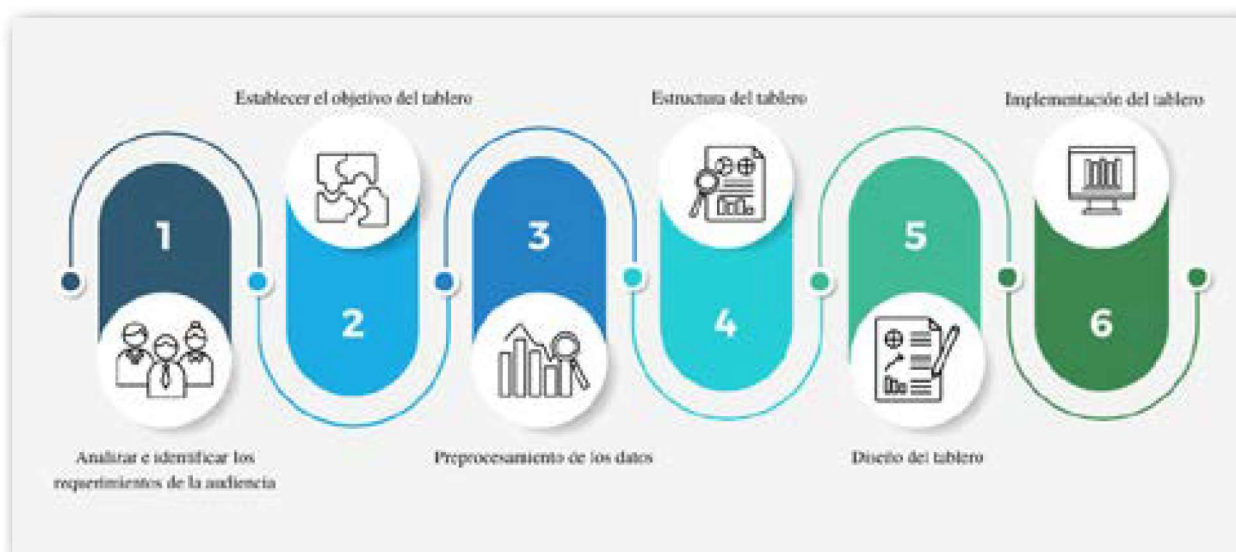 1
Analizar e identificar los
requerimientos de la audiencia
Establecer el objetivo del tablero
2
3
Preprocesamiento de los datos
Estructura del tablero
4
5
Diseño del tablero
Implementación del tablero
6